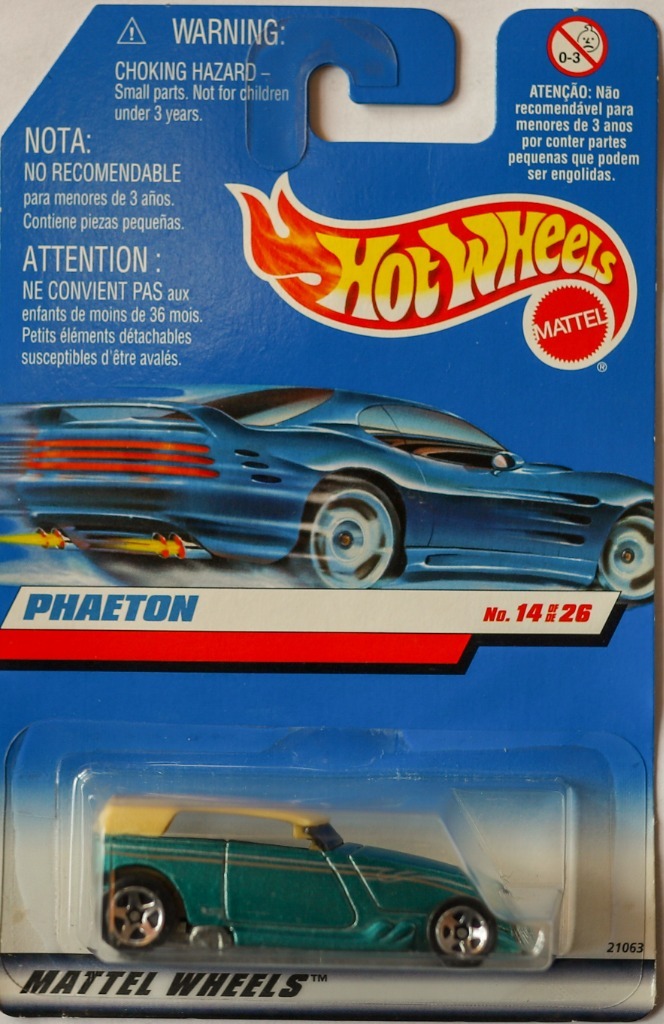 WARNING:
CHOKING HAZARD –
Small parts. Not for children
under 3 years.
NOTA:
NO RECOMENDABLE
para menores de 3 años.
Contiene piezas pequeñas.
ATTENTION :
NE CONVIENT PAS aux
enfants de moins de 36 mois.
Petits éléments détachables
susceptibles d'être avalés.
0-3
ATENÇÃO: Não
recomendável para
menores de 3 anos
por conter partes
pequenas que podem
ser engolidas.
HOT WHEELS
MATTEL
®
PHAETON
No. 14 OF DE 26
21063
MATTEL WHEELS™